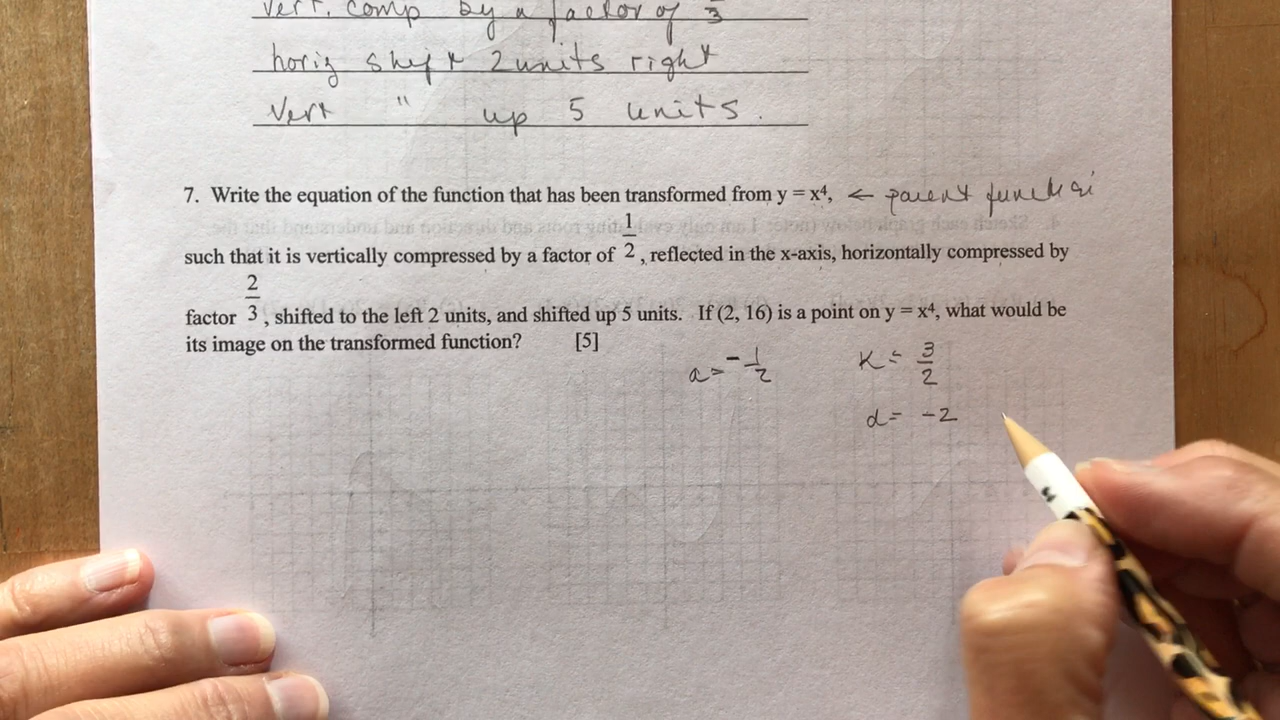 vert. comp by a factor of 3
horiz shift 2 units right
Vert " up 5 units.
7. Write the equation of the function that has been transformed from y = x⁴, ← parent function
such that it is vertically compressed by a factor of 1/2, reflected in the x-axis, horizontally compressed by
factor 2/3, shifted to the left 2 units, and shifted up 5 units. If (2, 16) is a point on y = x⁴, what would be
its image on the transformed function? [5]
a = -1/2 K = 3/2
d = -2